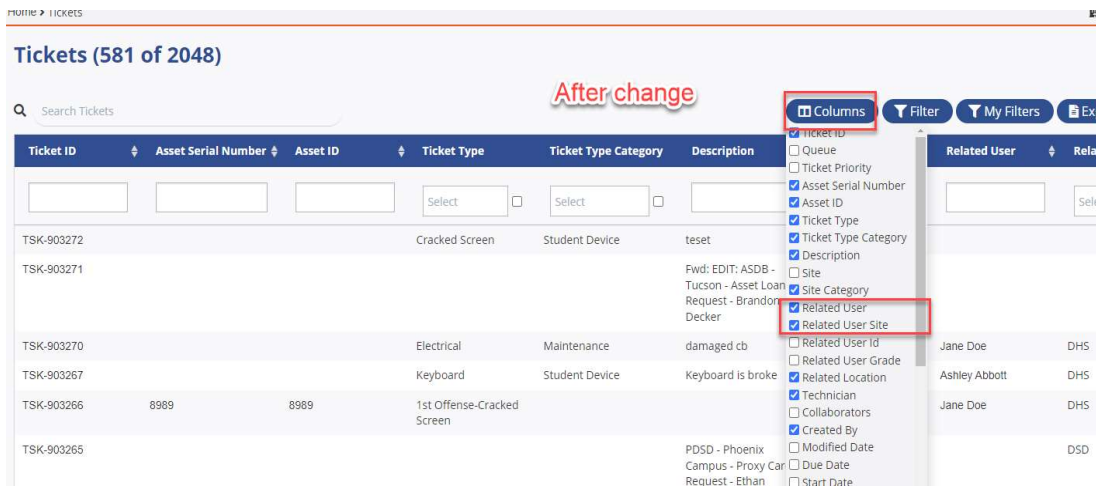 Home > Tickets
Tickets (581 of 2048)
After change
Search Tickets
Columns
Filter
My Filters
Ticket ID
Asset Serial Number
Asset ID
Ticket Type
Ticket Type Category
Description
Related User
Select
Select
Ticket ID
Queue
Ticket Priority
Asset Serial Number
Asset ID
Ticket Type
Ticket Type Category
Description
Site
Site Category
Related User
Related User Site
Related User Id
Related User Grade
Related Location
Technician
Collaborators
Created By
Modified Date
Due Date
Start Date
TSK-903272 Cracked Screen Student Device teset
TSK-903271 Fwd: EDIT: ASDB -
Tucson - Asset Loan
Request - Brandon
Decker
TSK-903270 Electrical Maintenance damaged cb Jane Doe DHS
TSK-903267 Keyboard Student Device Keyboard is broke Ashley Abbott DHS
TSK-903266 8989 8989 1st Offense-Cracked Jane Doe DHS
Screen
TSK-903265 PDSD - Phoenix DSD
Campus - Proxy Car
Request - Ethan